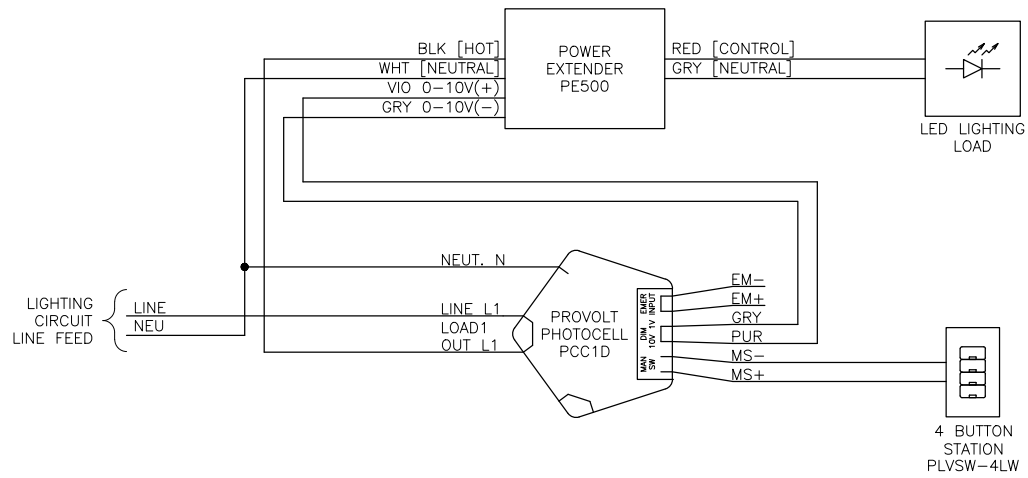 BLK [HOT]
WHT [NEUTRAL]
VIO 0-10V(+)
GRY 0-10V(-)
POWER
EXTENDER
PE500
RED [CONTROL]
GRY [NEUTRAL]
LED LIGHTING
LOAD
NEUT. N
LIGHTING
CIRCUIT
LINE FEED
LINE
NEU
LINE L1
LOAD1
OUT L1
PROVOLT
PHOTOCELL
PCC1D
EMER
INPUT
DIM
10V 1V
MAN
SW
EM-
EM+
GRY
PUR
MS-
MS+
4 BUTTON
STATION
PLVSW-4LW